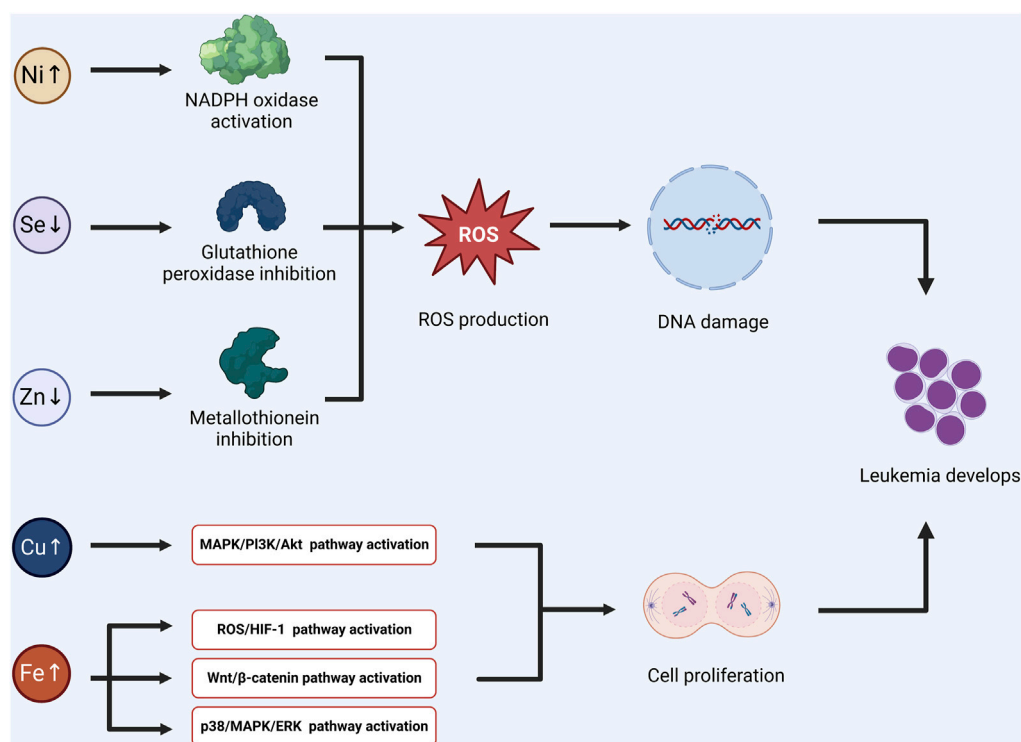 Ni↑
NADPH oxidase
activation
Se↓
Glutathione
peroxidase inhibition
ROS
ROS production
DNA damage
Zn↓
Metallothionein
inhibition
Leukemia develops
Cu↑
MAPK/PI3K/Akt pathway activation
Fe↑
ROS/HIF-1 pathway activation
Wnt/β-catenin pathway activation
p38/MAPK/ERK pathway activation
Cell proliferation